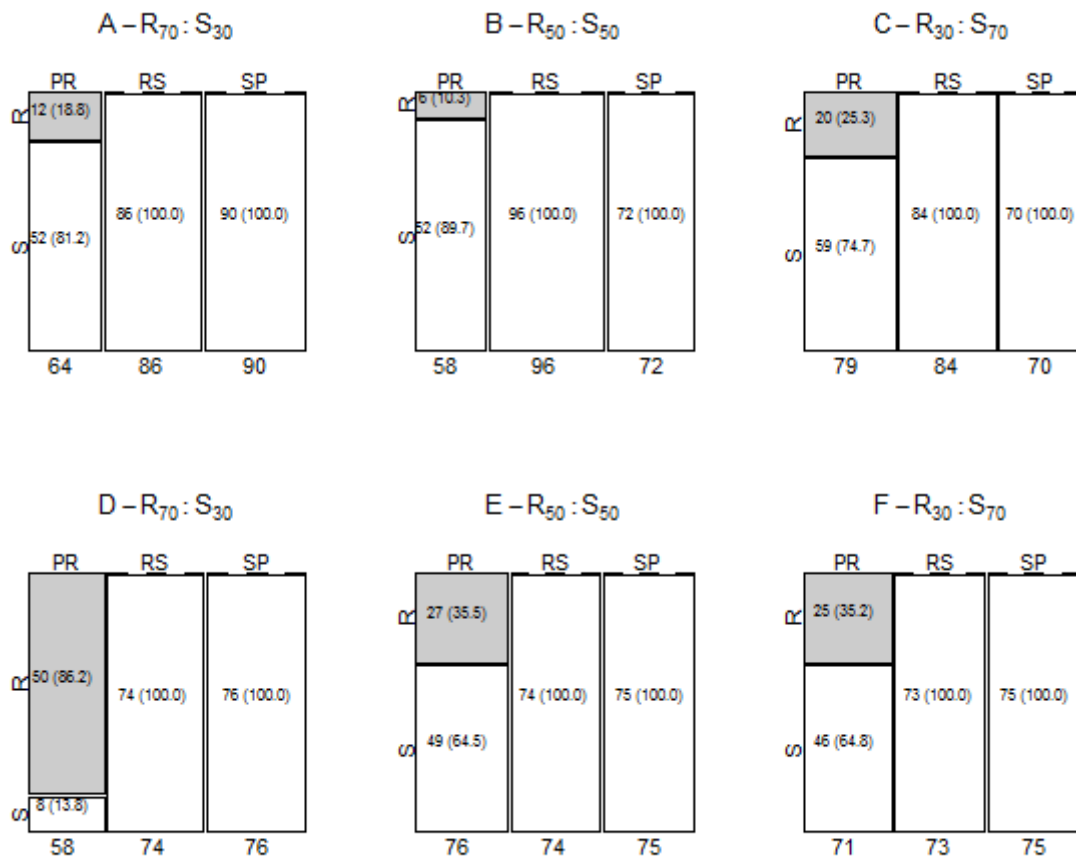 A – R₇₀ : S₃₀ B – R₅₀ : S₅₀ C – R₃₀ : S₇₀
PR RS SP PR RS SP PR RS SP
R 12 (18.8) R 6 (10.3) R 20 (25.3)
86 (100.0) 90 (100.0) 96 (100.0) 72 (100.0) 84 (100.0) 70 (100.0)
S 52 (81.2) S 52 (89.7) S 59 (74.7)
64 86 90 58 96 72 79 84 70
D – R₇₀ : S₃₀ E – R₅₀ : S₅₀ F – R₃₀ : S₇₀
PR RS SP PR RS SP PR RS SP
R 27 (35.5) R 25 (35.2)
R 50 (86.2) 74 (100.0) 76 (100.0) 74 (100.0) 75 (100.0) 73 (100.0) 75 (100.0)
S 49 (64.5) S 46 (64.8)
S 8 (13.8)
58 74 76 76 74 75 71 73 75